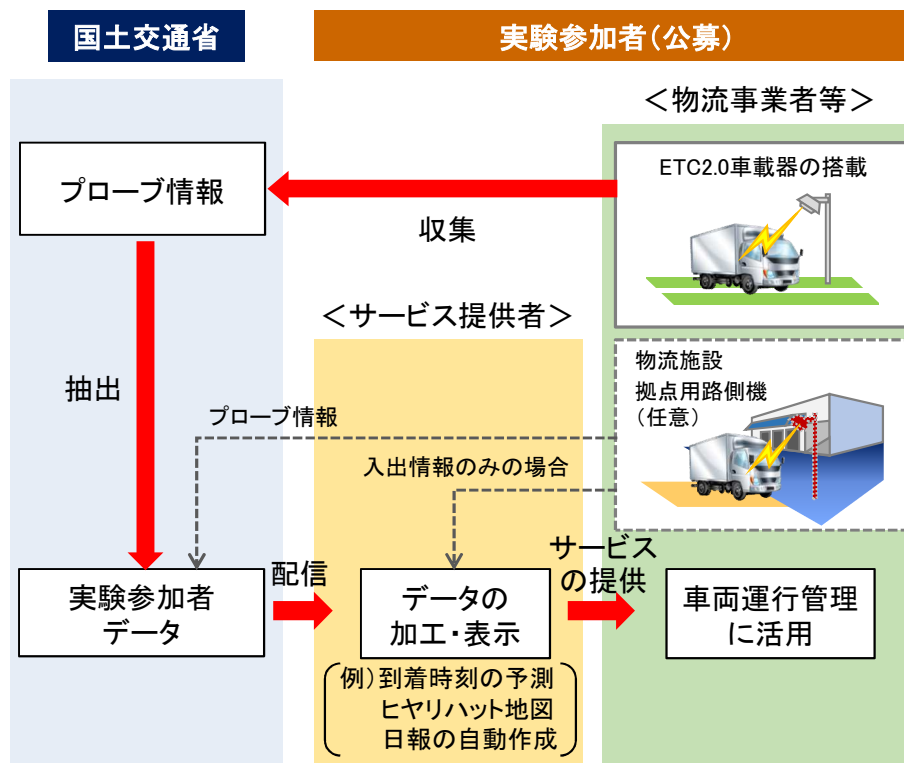 国土交通省
実験参加者(公募)
＜物流事業者等＞
ETC2.0車載器の搭載
プローブ情報
収集
＜サービス提供者＞
物流施設
拠点用路側機
(任意)
抽出
プローブ情報
入出情報のみの場合
配信
サービス
の提供
実験参加者
データ
データの
加工・表示
車両運行管理
に活用
例)到着時刻の予測
ヒヤリハット地図
日報の自動作成